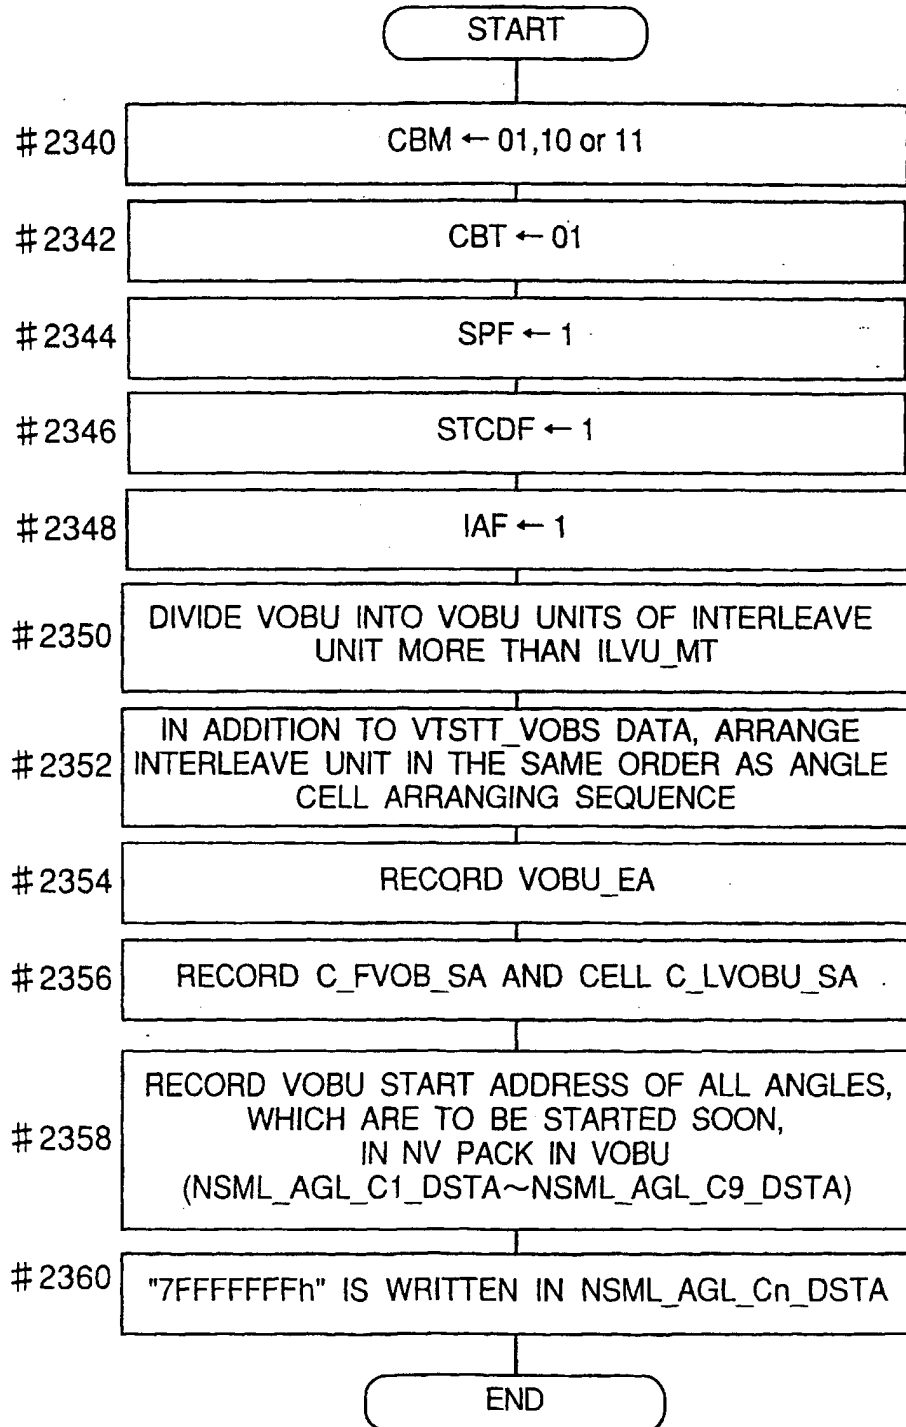 START
#2340
CBM ← 01,10 or 11
#2342
CBT ← 01
#2344
SPF ← 1
#2346
STCDF ← 1
#2348
IAF ← 1
#2350
DIVIDE VOBU INTO VOBU UNITS OF INTERLEAVE
UNIT MORE THAN ILVU_MT
#2352
IN ADDITION TO VTSTT_VOBS DATA, ARRANGE
INTERLEAVE UNIT IN THE SAME ORDER AS ANGLE
CELL ARRANGING SEQUENCE
#2354
RECORD VOBU_EA
#2356
RECORD C_FVOB_SA AND CELL C_LVOBU_SA
#2358
RECORD VOBU START ADDRESS OF ALL ANGLES,
WHICH ARE TO BE STARTED SOON,
IN NV PACK IN VOBU
(NSML_AGL_C1_DSTA~NSML_AGL_C9_DSTA)
#2360
"7FFFFFFFh" IS WRITTEN IN NSML_AGL_Cn_DSTA
END